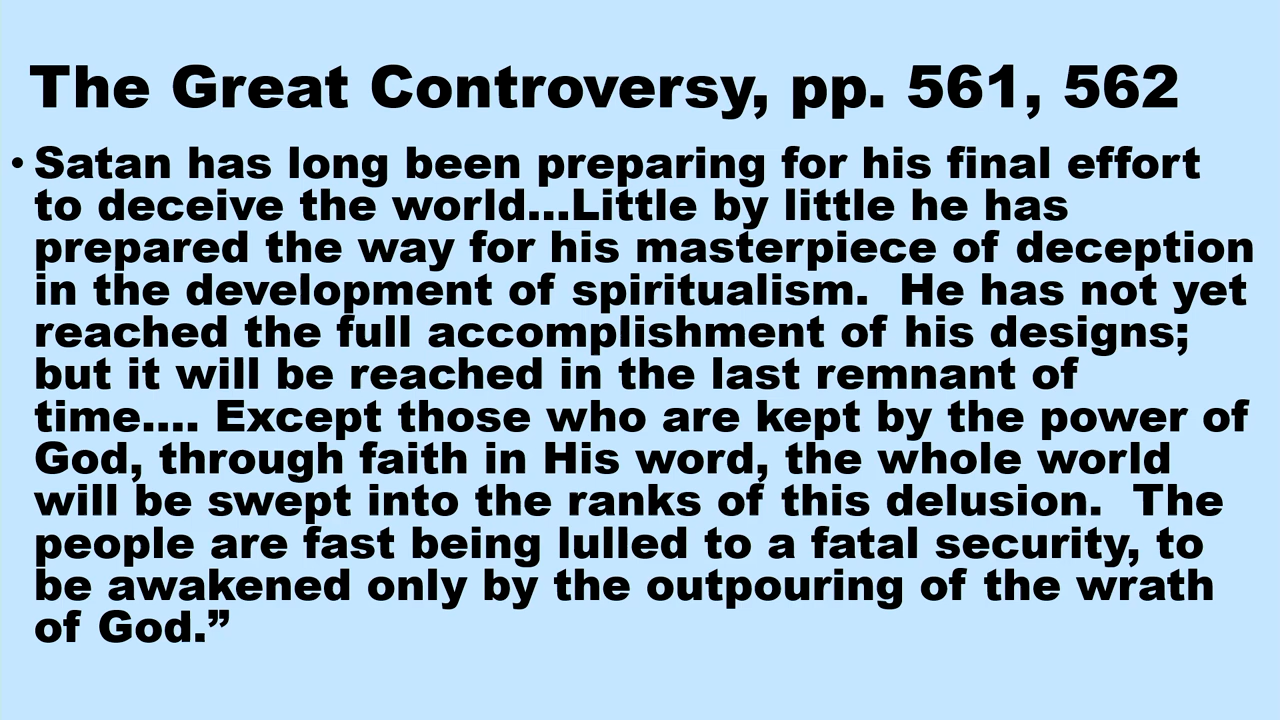 The Great Controversy, pp. 561, 562
• Satan has long been preparing for his final effort
to deceive the world...Little by little he has
prepared the way for his masterpiece of deception
in the development of spiritualism.  He has not yet
reached the full accomplishment of his designs;
but it will be reached in the last remnant of
time.... Except those who are kept by the power of
God, through faith in His word, the whole world
will be swept into the ranks of this delusion.  The
people are fast being lulled to a fatal security, to
be awakened only by the outpouring of the wrath
of God.”